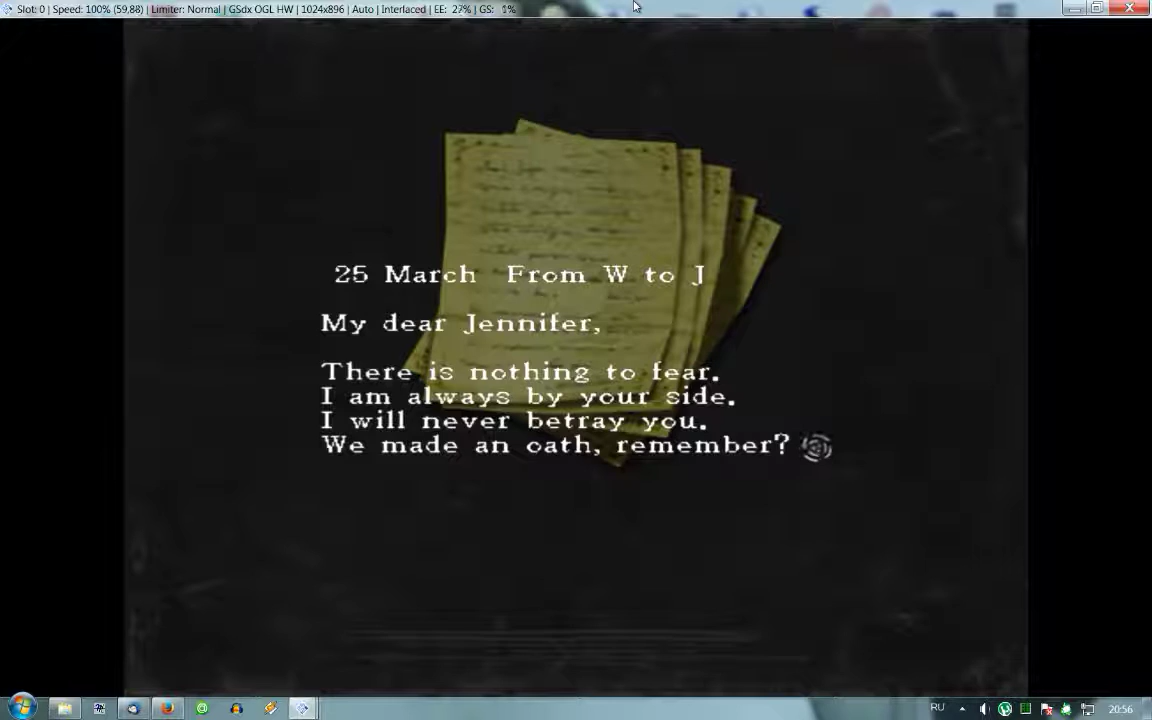 Slot: 0 | Speed: 100% (59,88) | Limiter: Normal | GSdx OGL HW | 1024x896 | Auto | Interlaced | EE: 27% | GS: 1%
25 March From W to J
My dear Jennifer,
There is nothing to fear.
I am always by your side.
I will never betray you.
We made an oath, remember?
RU
20:56